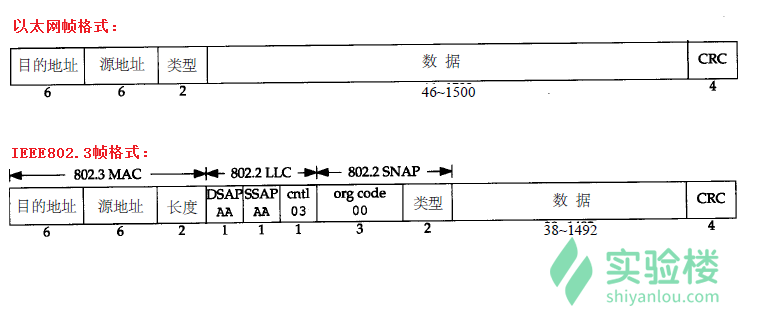 以太网帧格式：
目的地址 源地址 类型 数 据 CRC
6 6 2 46~1500 4
IEEE802.3帧格式：
802.3 MAC 802.2 LLC 802.2 SNAP
目的地址 源地址 长度 DSAP AA SSAP AA cntl 03 org code 00 类型 数 据 CRC
6 6 2 1 1 1 3 2 38~1492 4
实验楼
shiyanlou.com